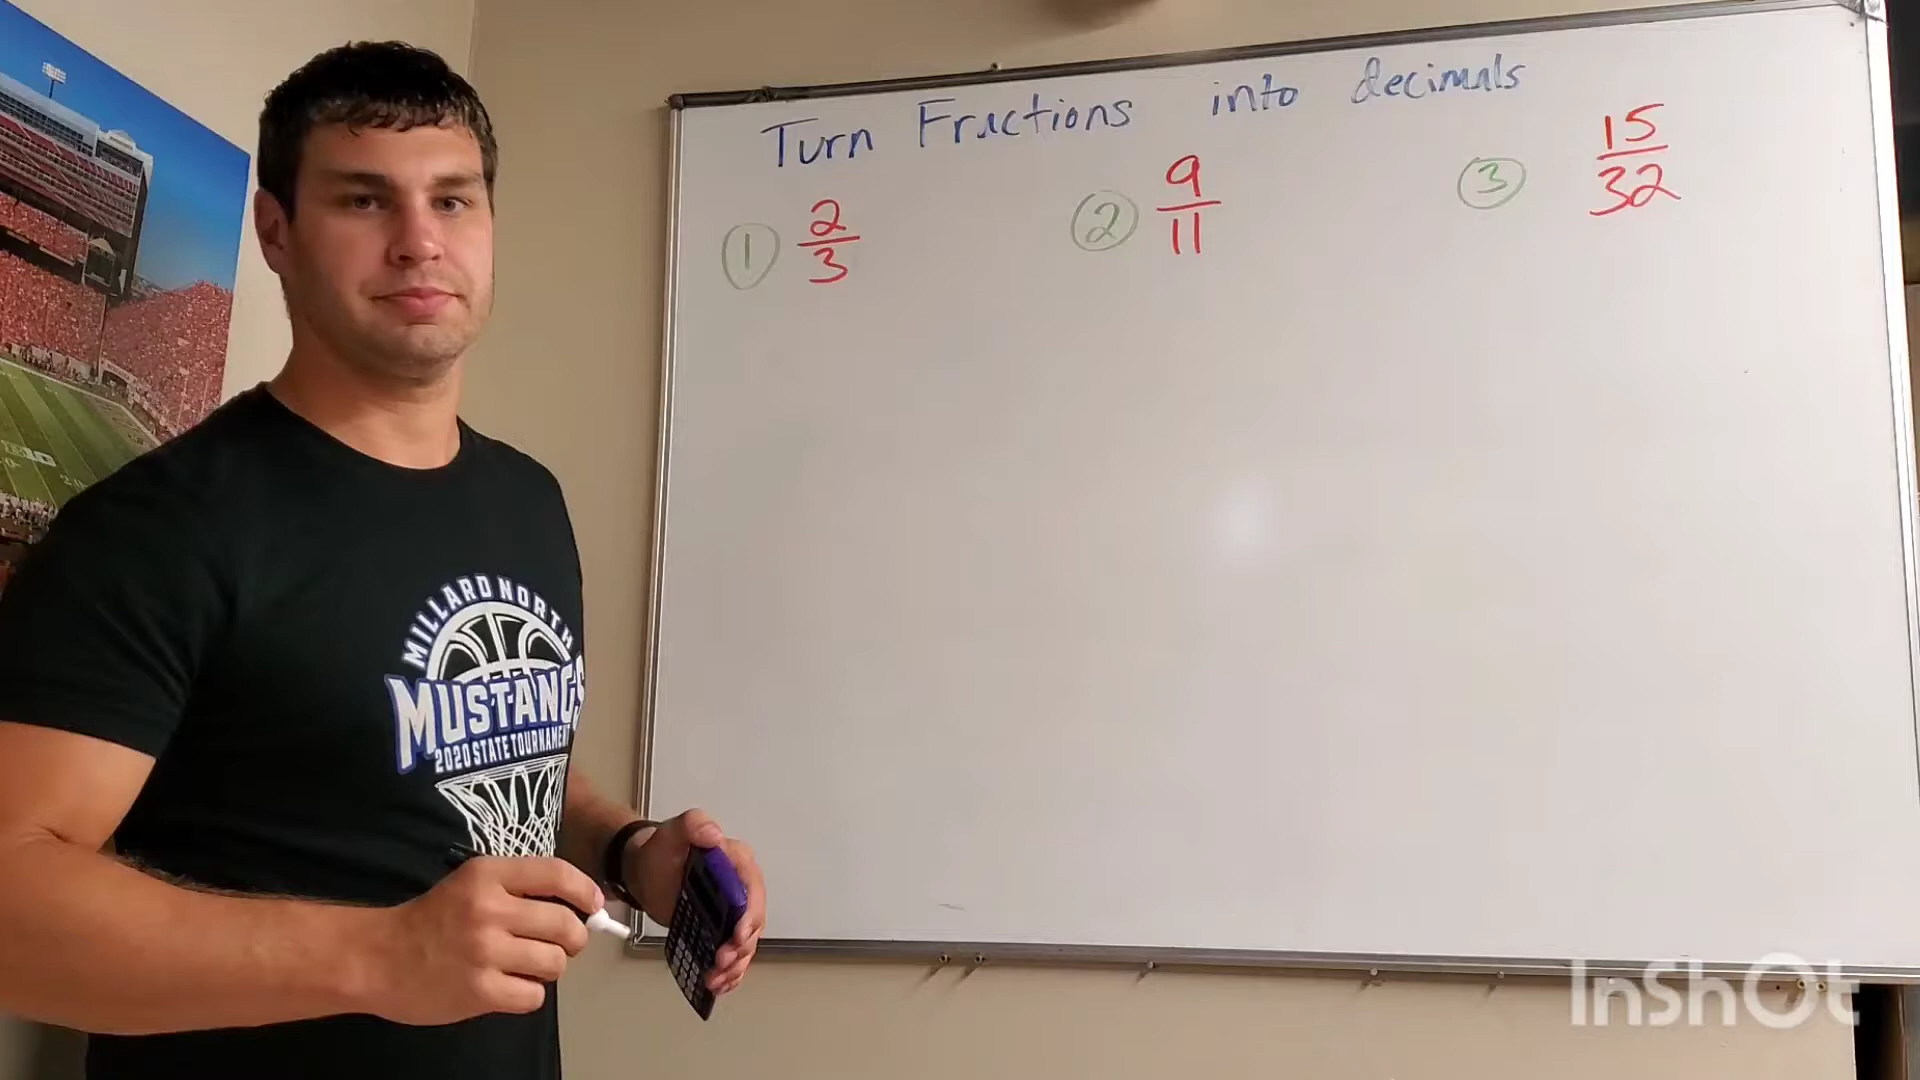 Turn Fractions into decimals
① 2/3
② 9/11
③ 15/32
MILLARD NORTH
MUSTANGS
2020 STATE TOURNAMENT
InShOt